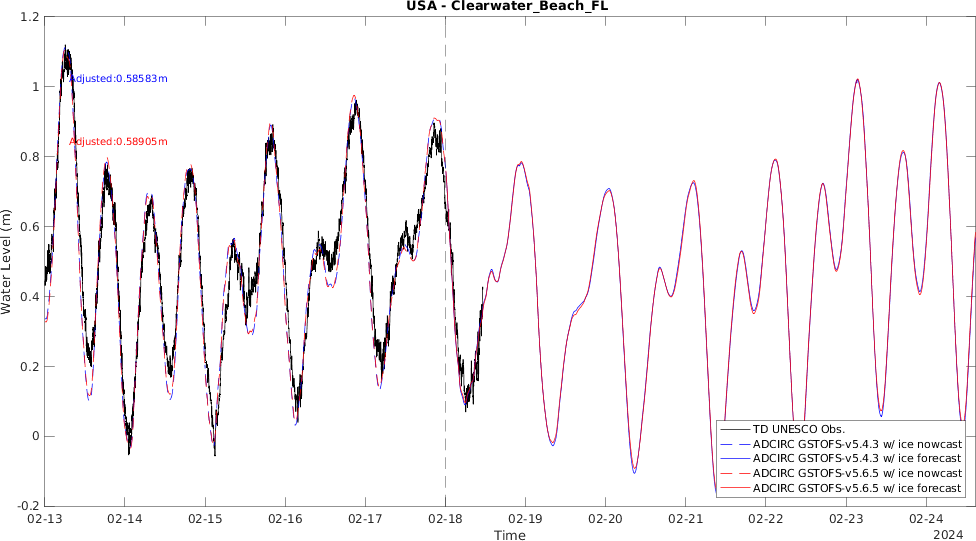 USA - Clearwater_Beach_FL
1.2
1
0.8
0.6
0.4
0.2
0
-0.2
Water Level (m)
Adjusted:0.58583m
Adjusted:0.58905m
TD UNESCO Obs.
ADCIRC GSTOFS-v5.4.3 w/ ice nowcast
ADCIRC GSTOFS-v5.4.3 w/ ice forecast
ADCIRC GSTOFS-v5.6.5 w/ ice nowcast
ADCIRC GSTOFS-v5.6.5 w/ ice forecast
02-13 02-14 02-15 02-16 02-17 02-18 02-19 02-20 02-21 02-22 02-23 02-24
Time
2024